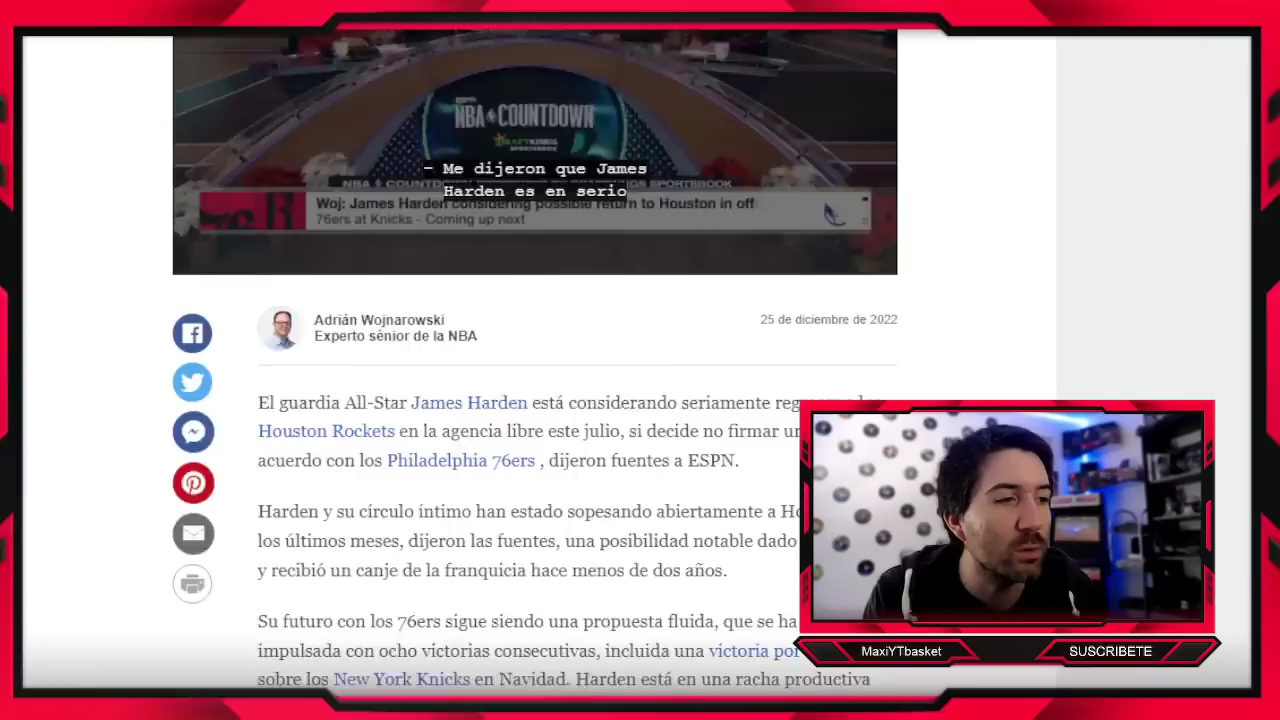 ESPN
NBA COUNTDOWN
DRAFTKINGS
SPORTSBOOK
- Me dijeron que James
Harden es en serio
Woj: James Harden considering possible return to Houston in off
76ers at Knicks - Coming up next
Adrián Wojnarowski
Experto sénior de la NBA
25 de diciembre de 2022
El guardia All-Star James Harden está considerando seriamente
Houston Rockets en la agencia libre este julio, si decide no firmar
acuerdo con los Philadelphia 76ers , dijeron fuentes a ESPN.
Harden y su círculo íntimo han estado sopesando abiertamente a
los últimos meses, dijeron las fuentes, una posibilidad notable dado
y recibió un canje de la franquicia hace menos de dos años.
Su futuro con los 76ers sigue siendo una propuesta fluida, que se ha
impulsada con ocho victorias consecutivas, incluida una victoria
sobre los New York Knicks en Navidad. Harden está en una racha productiva
MaxiYTbasket
SUSCRIBETE